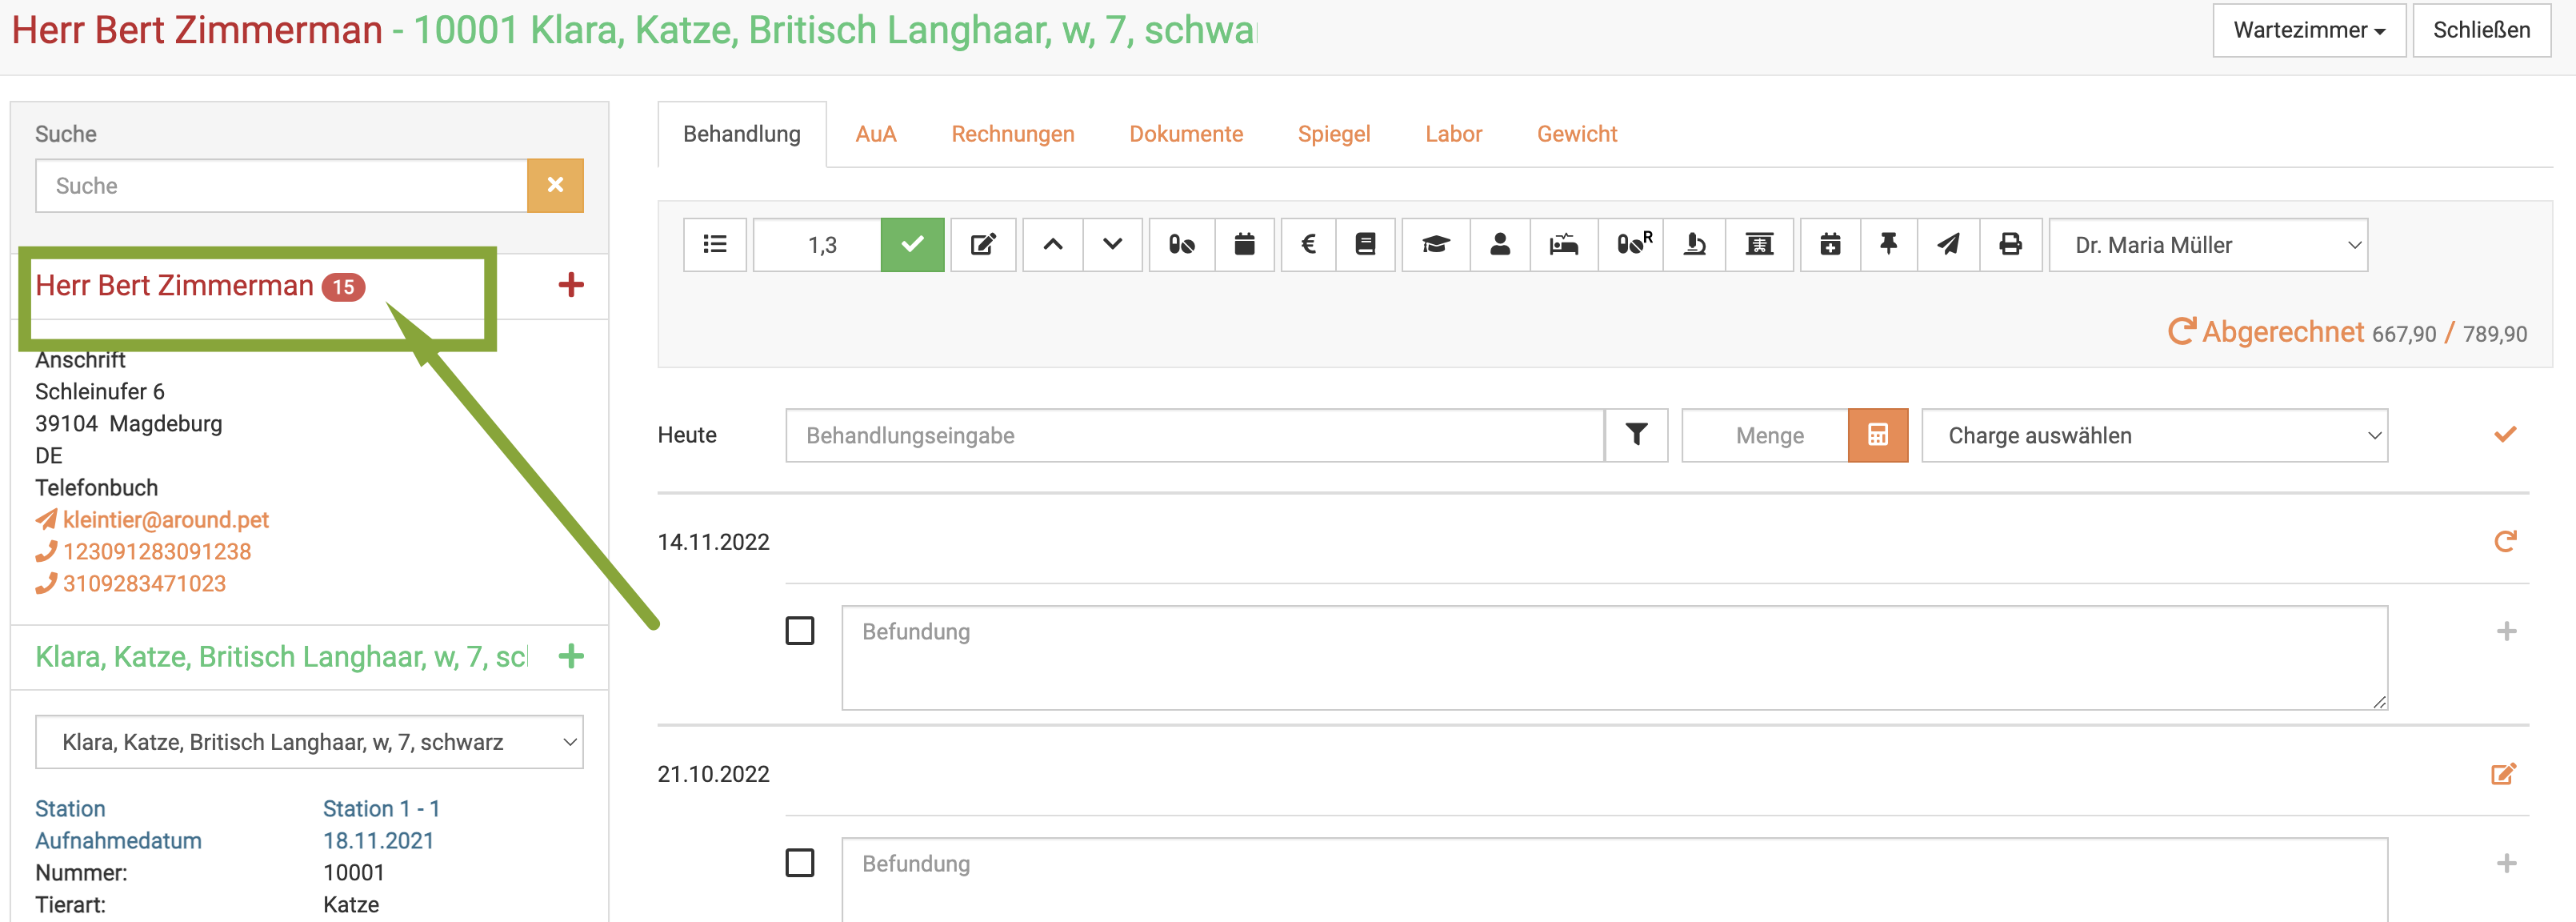 Herr Bert Zimmerman - 10001 Klara, Katze, Britisch Langhaar, w, 7, schwa
Wartezimmer
Schließen
Suche
Suche
Herr Bert Zimmerman 15
Anschrift
Schleinufer 6
39104 Magdeburg
DE
Telefonbuch
kleintier@around.pet
123091283091238
3109283471023
Klara, Katze, Britisch Langhaar, w, 7, sc
Klara, Katze, Britisch Langhaar, w, 7, schwarz
Station Station 1 - 1
Aufnahmedatum 18.11.2021
Nummer: 10001
Tierart: Katze
Behandlung AuA Rechnungen Dokumente Spiegel Labor Gewicht
1,3 € R Dr. Maria Müller
Abgerechnet 667,90 / 789,90
Heute Behandlungseingabe Menge Charge auswählen
14.11.2022
Befundung
21.10.2022
Befundung